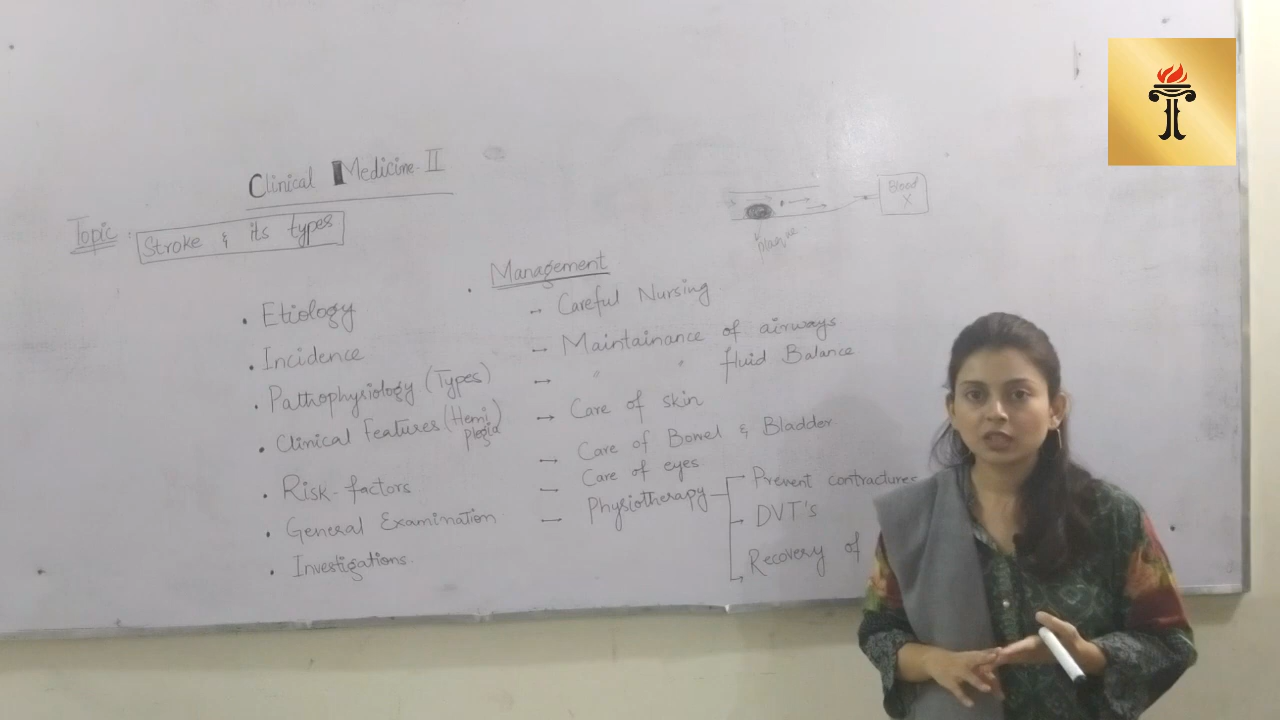 Clinical Medicine-II
Topic : Stroke & its types
Blood
X
• Etiology
• Incidence
• Pathophysiology (Types)
• Clinical Features (Hemi
plegia)
• Risk-factors
• General Examination
• Investigations.
• Management
– Careful Nursing
– Maintainance of airways
– " " fluid Balance
– Care of skin
– Care of Bowel & Bladder
– Care of eyes
– Physiotherapy
Prevent contractures
DVT's
Recovery of